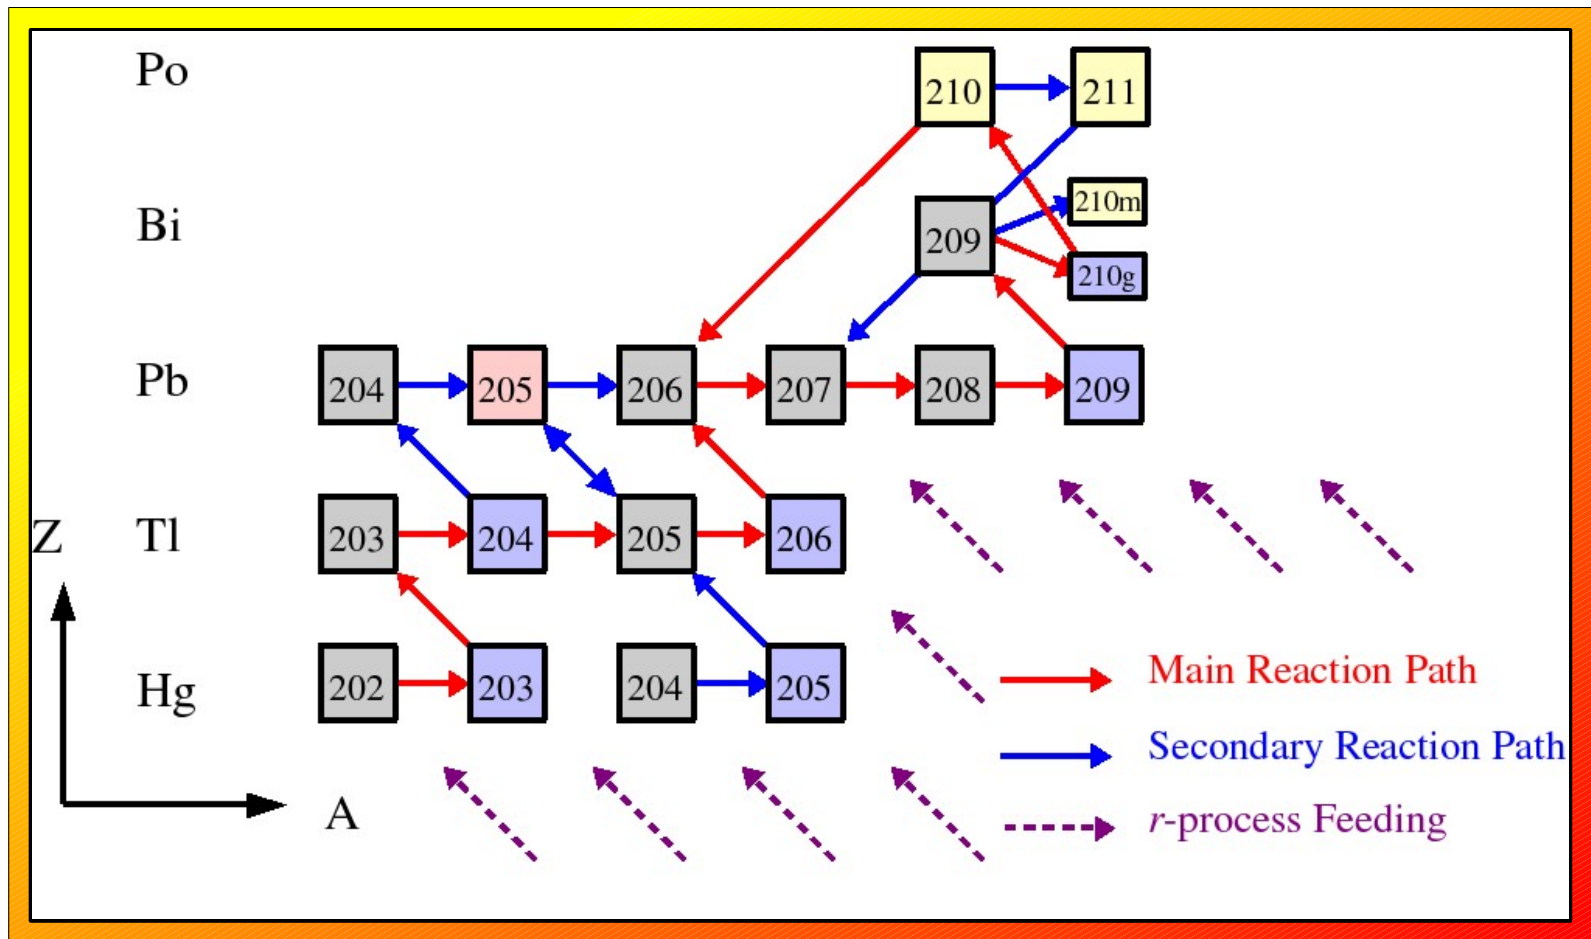 Po 210 211
210m
Bi 209
210g
Pb 204 205 206 207 208 209
Z Tl 203 204 205 206
Hg 202 203 204 205
Main Reaction Path
Secondary Reaction Path
A
r-process Feeding